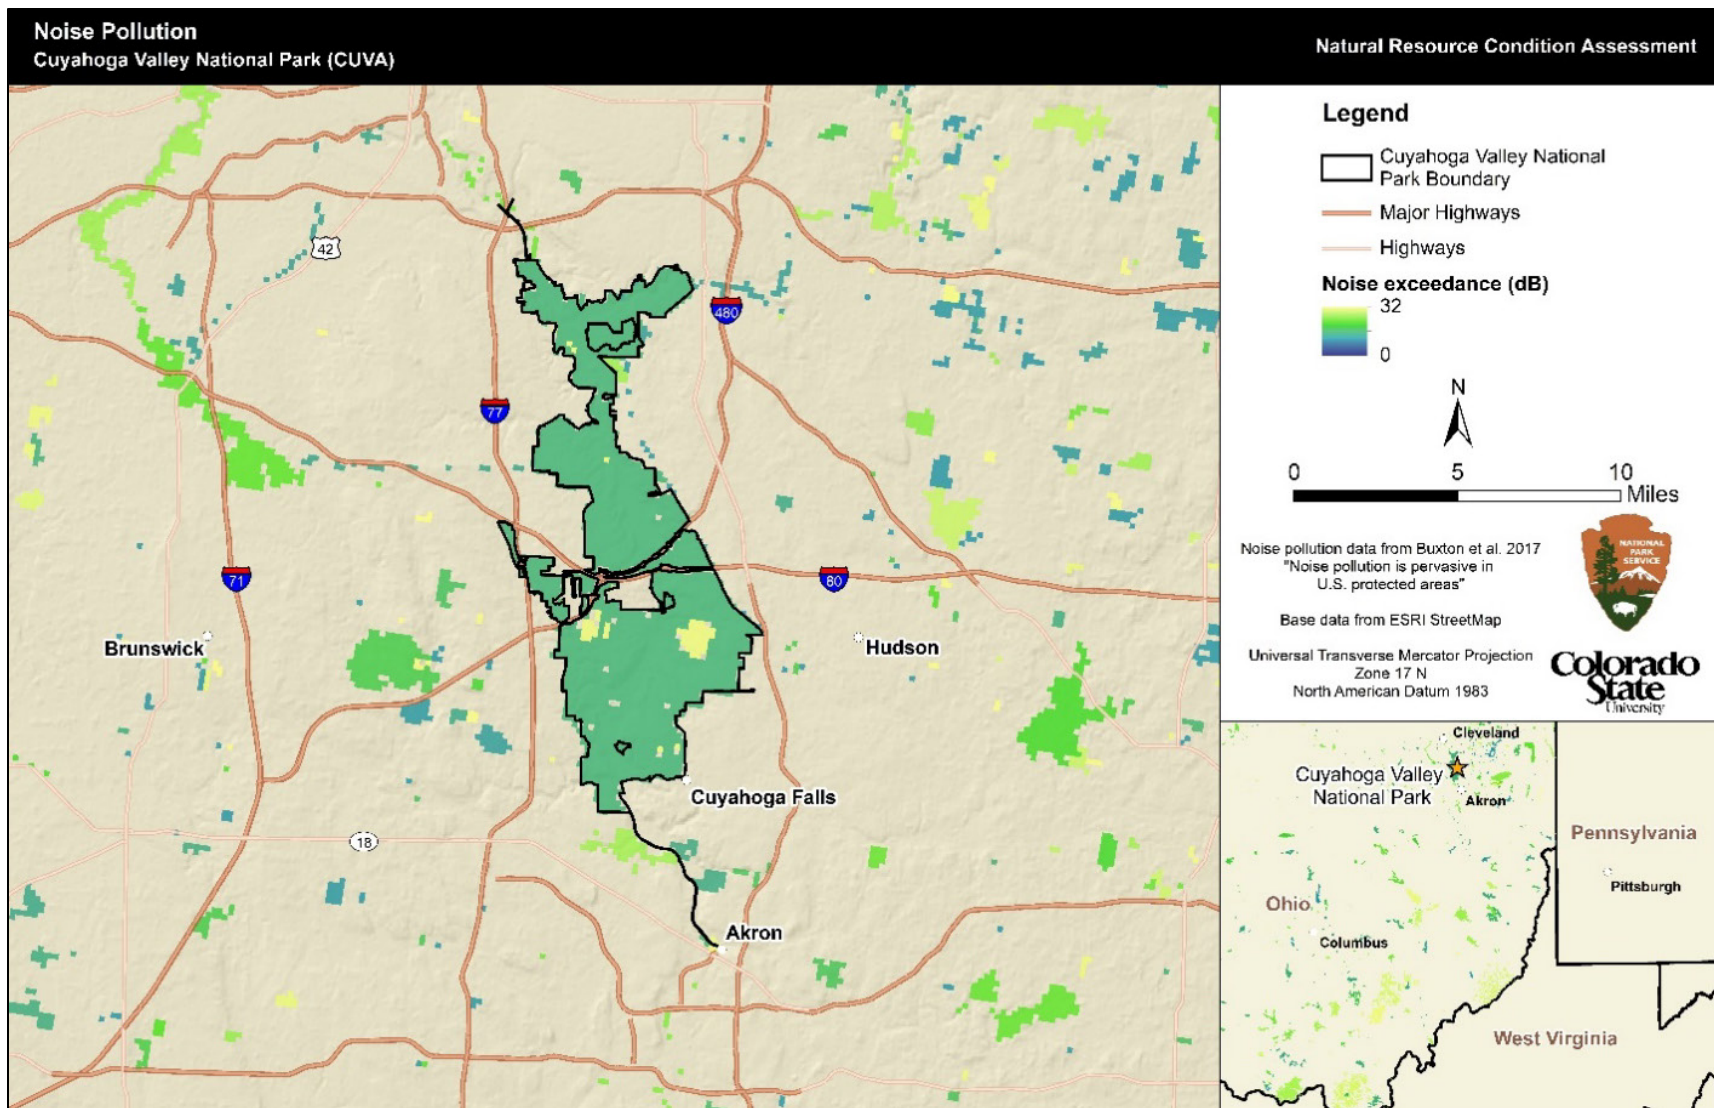 Noise Pollution
Cuyahoga Valley National Park (CUVA)
Natural Resource Condition Assessment
42
480
77
71
80
Brunswick
Hudson
Cuyahoga Falls
18
Akron
Legend
Cuyahoga Valley National
Park Boundary
Major Highways
Highways
Noise exceedance (dB)
32
0
N
0
5
10
Miles
Noise pollution data from Buxton et al. 2017
"Noise pollution is pervasive in
U.S. protected areas"
Base data from ESRI StreetMap
Universal Transverse Mercator Projection
Zone 17 N
North American Datum 1983
NATIONAL
PARK
SERVICE
Colorado
State
University
Cleveland
Cuyahoga Valley
National Park
Akron
Pennsylvania
Pittsburgh
Ohio
Columbus
West Virginia